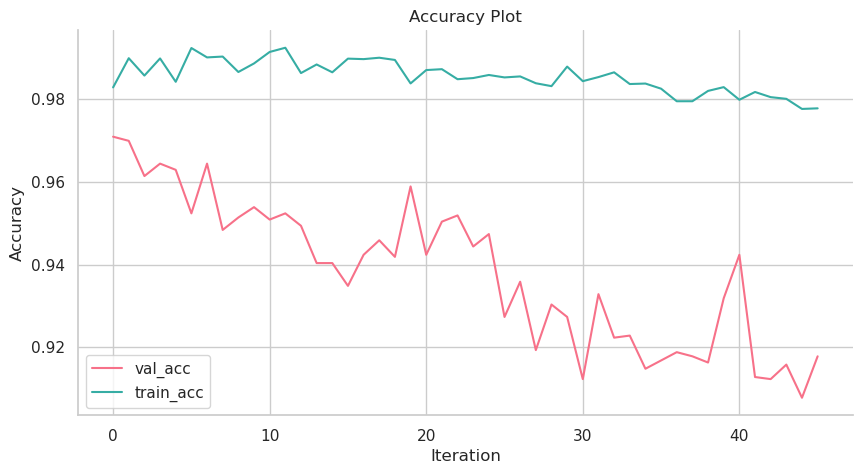 Accuracy Plot
Accuracy
0.98
0.96
0.94
0.92
val_acc
train_acc
0
10
20
30
40
Iteration